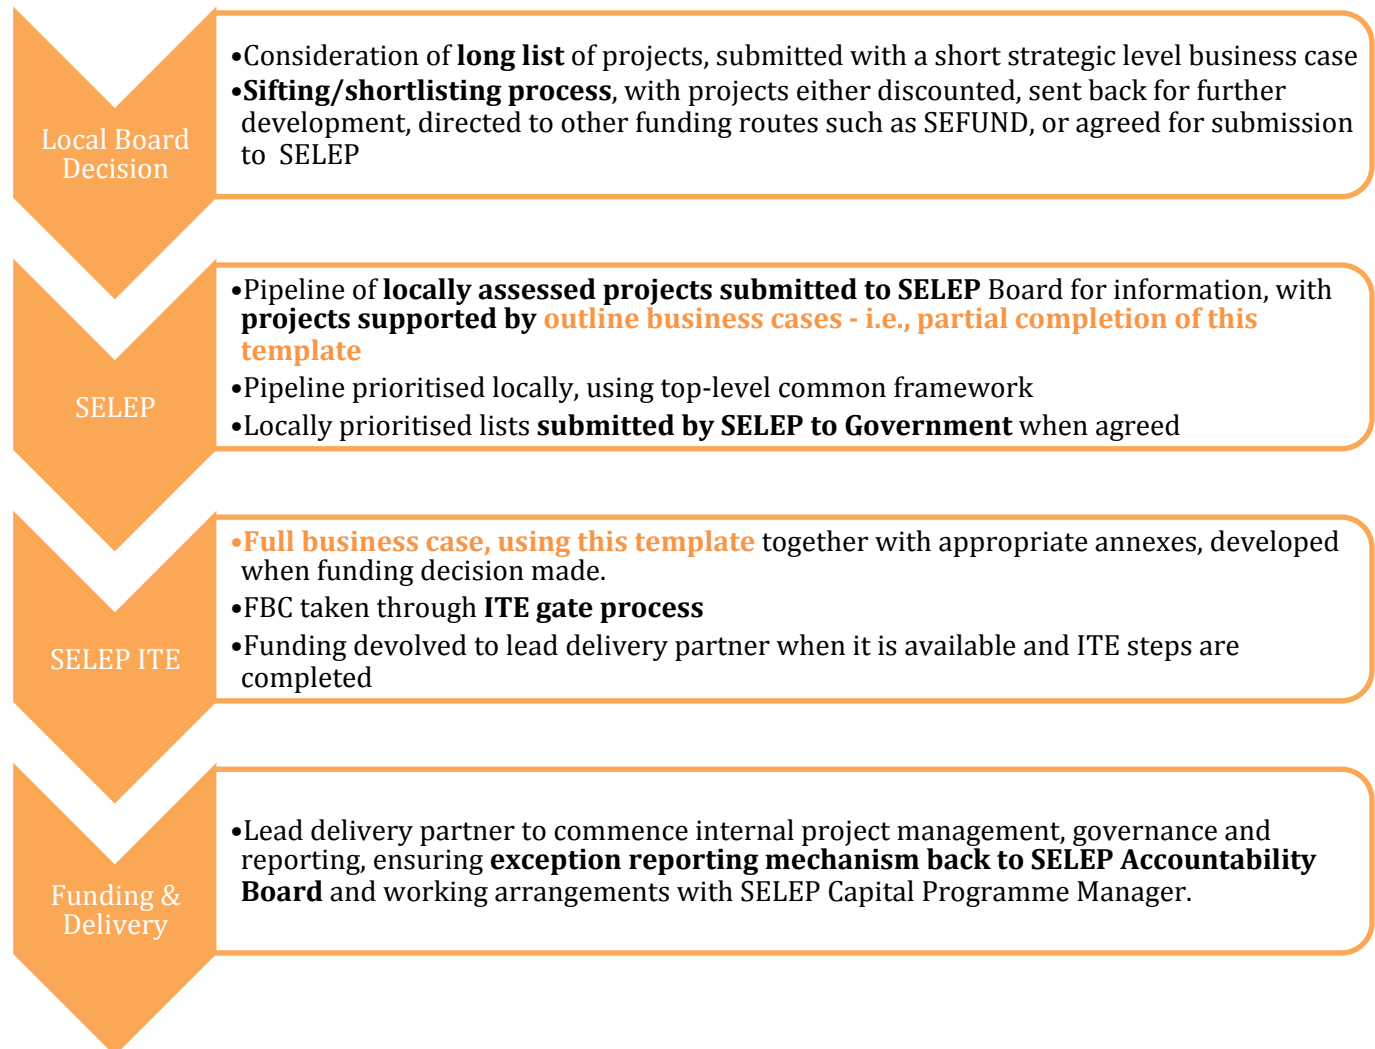 Local Board
Decision
•Consideration of long list of projects, submitted with a short strategic level business case
•Sifting/shortlisting process, with projects either discounted, sent back for further
development, directed to other funding routes such as SEFUND, or agreed for submission
to SELEP
SELEP
•Pipeline of locally assessed projects submitted to SELEP Board for information, with
projects supported by outline business cases - i.e., partial completion of this
template
•Pipeline prioritised locally, using top-level common framework
•Locally prioritised lists submitted by SELEP to Government when agreed
SELEP ITE
•Full business case, using this template together with appropriate annexes, developed
when funding decision made.
•FBC taken through ITE gate process
•Funding devolved to lead delivery partner when it is available and ITE steps are
completed
Funding &
Delivery
•Lead delivery partner to commence internal project management, governance and
reporting, ensuring exception reporting mechanism back to SELEP Accountability
Board and working arrangements with SELEP Capital Programme Manager.